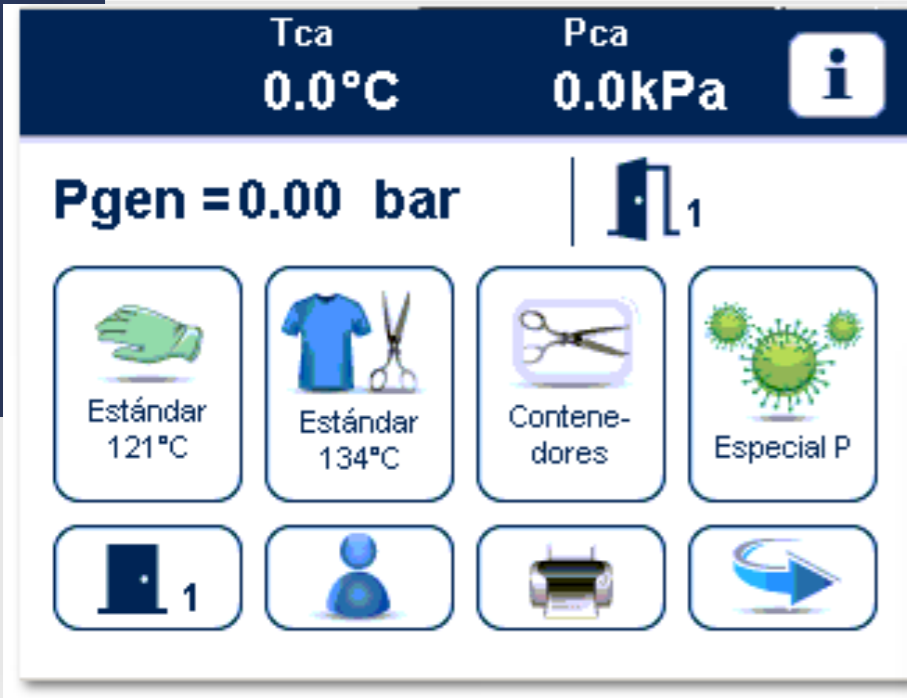 Tca Pca
0.0°C 0.0kPa i
Pgen =0.00 bar 1
Estándar
121°C
Estándar
134°C
Contene-
dores
Especial P
1